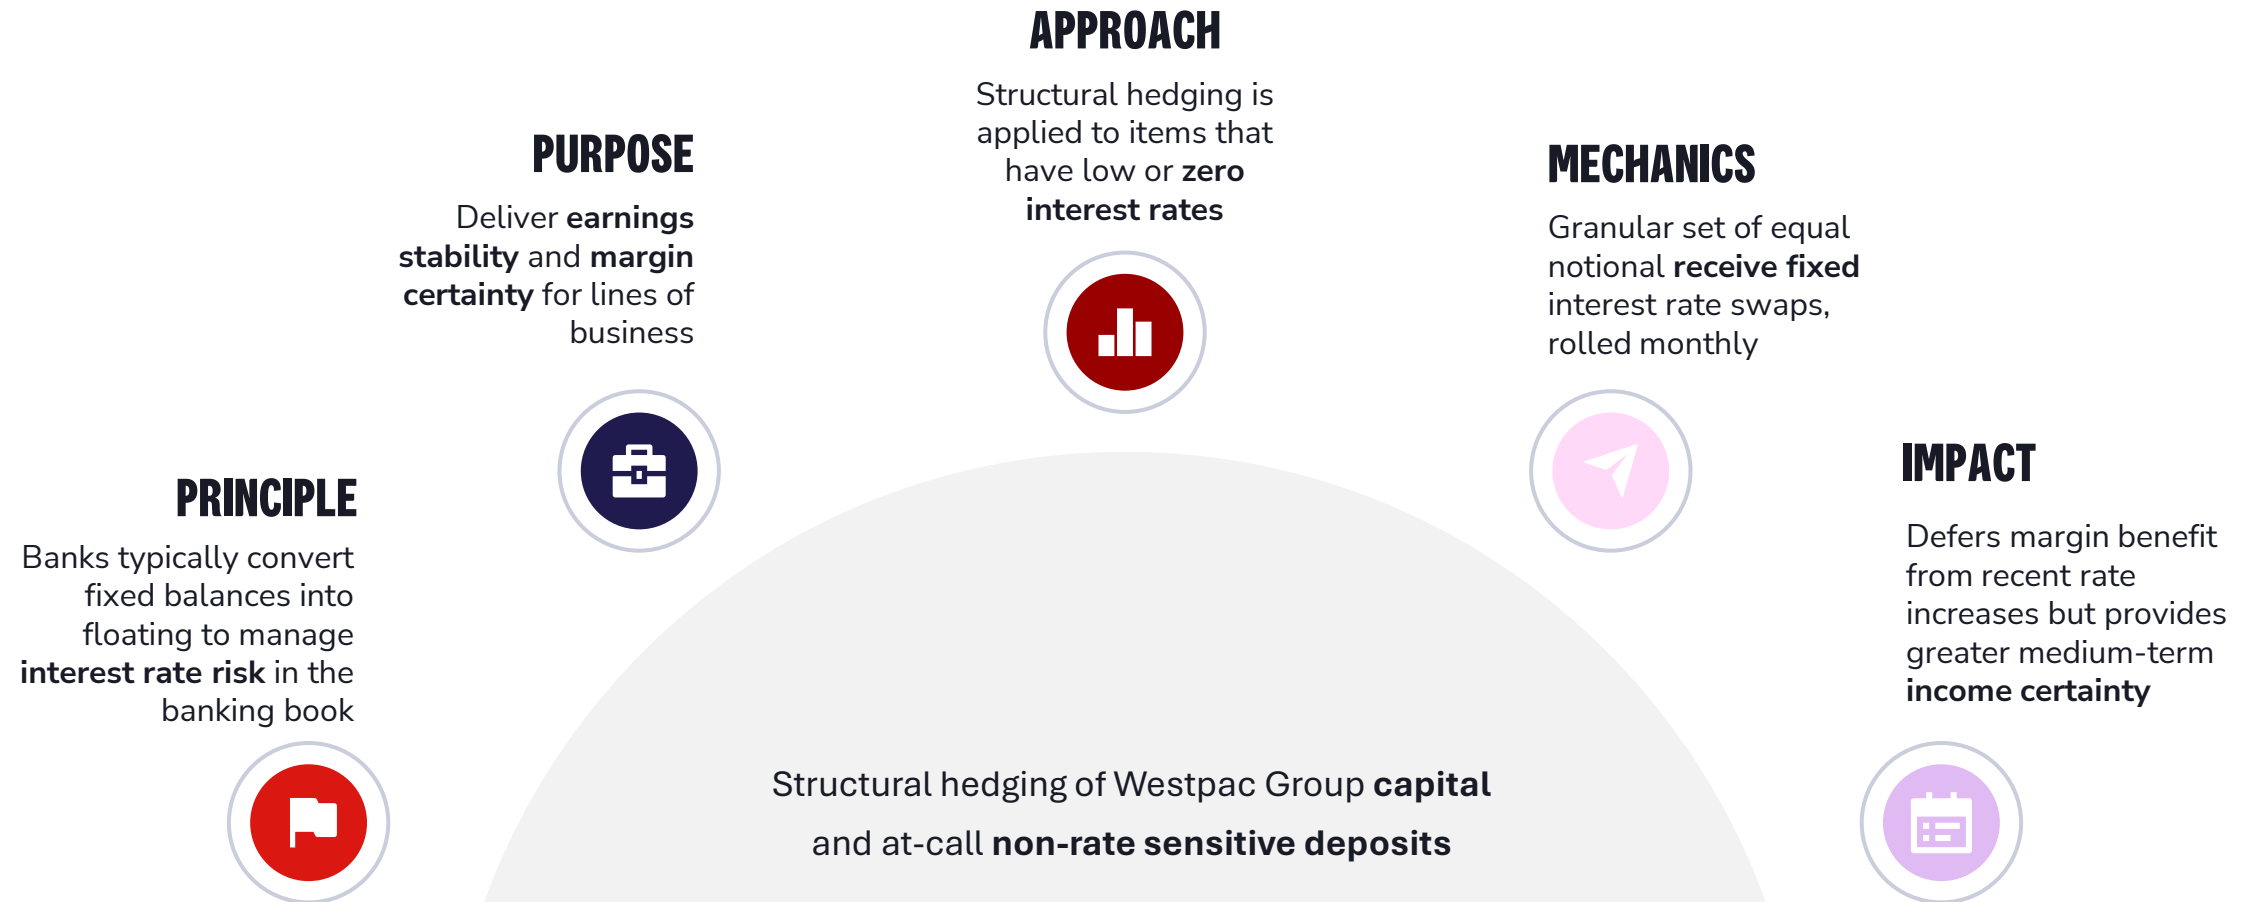 PRINCIPLE
Banks typically convert
fixed balances into
floating to manage
interest rate risk in the
banking book
PURPOSE
Deliver earnings
stability and margin
certainty for lines of
business
APPROACH
Structural hedging is
applied to items that
have low or zero
interest rates
MECHANICS
Granular set of equal
notional receive fixed
interest rate swaps,
rolled monthly
IMPACT
Defers margin benefit
from recent rate
increases but provides
greater medium-term
income certainty
Structural hedging of Westpac Group capital
and at-call non-rate sensitive deposits